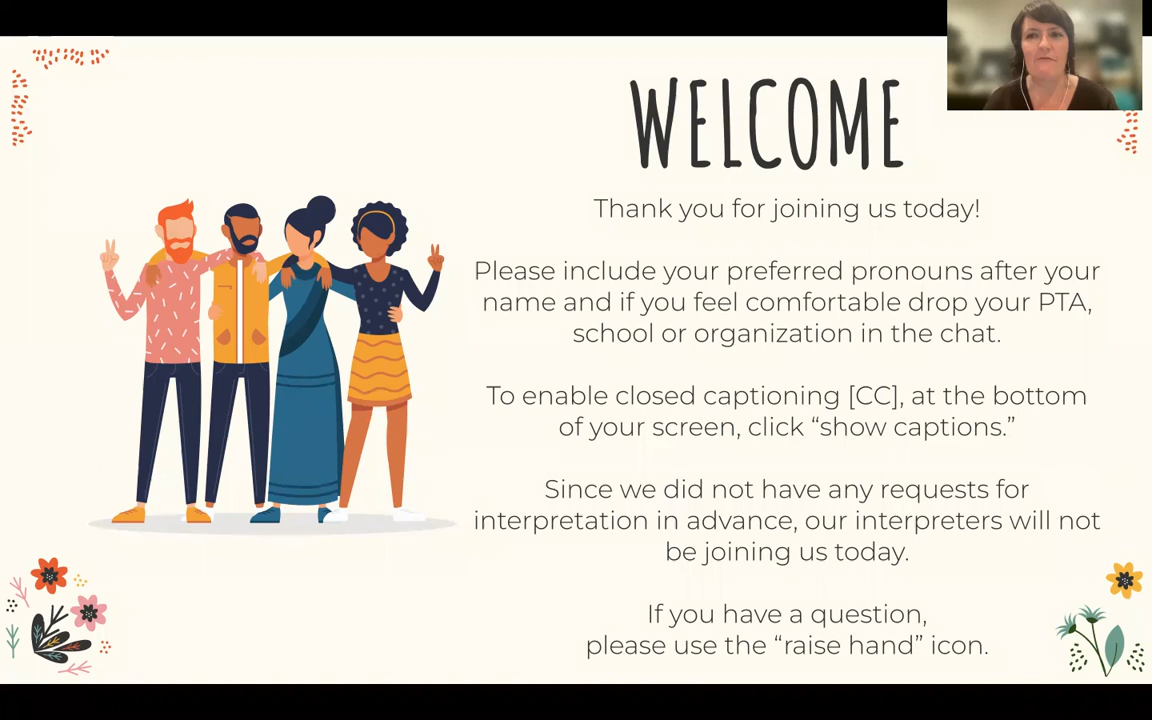 WELCOME
Thank you for joining us today!
Please include your preferred pronouns after your
name and if you feel comfortable drop your PTA,
school or organization in the chat.
To enable closed captioning [CC], at the bottom
of your screen, click “show captions.”
Since we did not have any requests for
interpretation in advance, our interpreters will not
be joining us today.
If you have a question,
please use the “raise hand” icon.